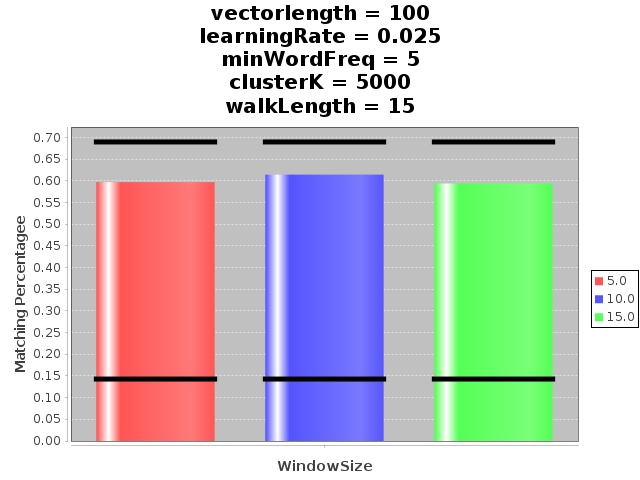 vectorlength = 100
learningRate = 0.025
minWordFreq = 5
clusterK = 5000
walkLength = 15
0.70
0.65
0.60
0.55
0.50
0.45
0.40
0.35
0.30
0.25
0.20
0.15
0.10
0.05
0.00
Matching Percentagee
WindowSize
5.0
10.0
15.0